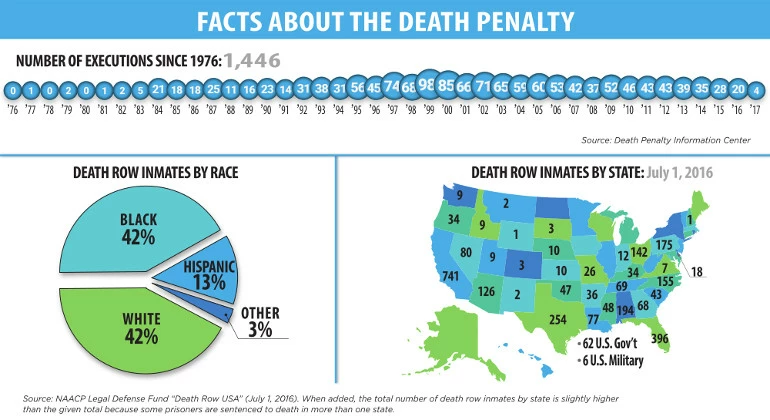 FACTS ABOUT THE DEATH PENALTY
NUMBER OF EXECUTIONS SINCE 1976: 1,446
0 1 0 2 0 1 2 5 21 18 18 25 11 16 23 14 31 38 31 56 45 74 68 98 85 66 71 65 59 60 53 42 37 52 46 43 43 39 35 28 20 4
'76 '77 '78 '79 '80 '81 '82 '83 '84 '85 '86 '87 '88 '89 '90 '91 '92 '93 '94 '95 '96 '97 '98 '99 '00 '01 '02 '03 '04 '05 '06 '07 '08 '09 '10 '11 '12 '13 '14 '15 '16 '17
Source: Death Penalty Information Center
DEATH ROW INMATES BY RACE
BLACK
42%
HISPANIC
13%
OTHER
3%
WHITE
42%
DEATH ROW INMATES BY STATE: July 1, 2016
9 2 1
34 9 1 3 175
80 9 10 12 142
741 3 10 26 34 7 18
126 2 47 69 155
36 43
254 77 48 194 68
396
• 62 U.S. Gov't
• 6 U.S. Military
Source: NAACP Legal Defense Fund "Death Row USA" (July 1, 2016). When added, the total number of death row inmates by state is slightly higher
than the given total because some prisoners are sentenced to death in more than one state.